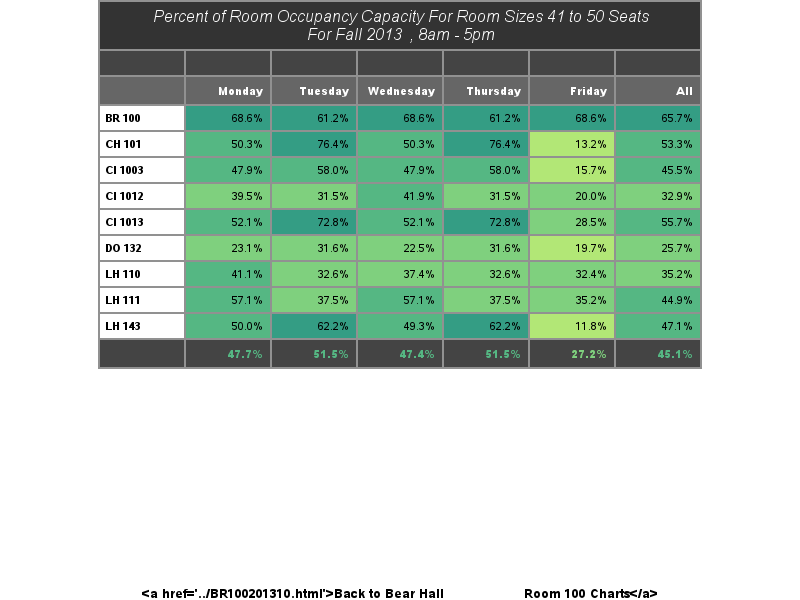 Percent of Room Occupancy Capacity For Room Sizes 41 to 50 Seats
For Fall 2013 , 8am - 5pm
Monday Tuesday Wednesday Thursday Friday All
BR 100 68.6% 61.2% 68.6% 61.2% 68.6% 65.7%
CH 101 50.3% 76.4% 50.3% 76.4% 13.2% 53.3%
CI 1003 47.9% 58.0% 47.9% 58.0% 15.7% 45.5%
CI 1012 39.5% 31.5% 41.9% 31.5% 20.0% 32.9%
CI 1013 52.1% 72.8% 52.1% 72.8% 28.5% 55.7%
DO 132 23.1% 31.6% 22.5% 31.6% 19.7% 25.7%
LH 110 41.1% 32.6% 37.4% 32.6% 32.4% 35.2%
LH 111 57.1% 37.5% 57.1% 37.5% 35.2% 44.9%
LH 143 50.0% 62.2% 49.3% 62.2% 11.8% 47.1%
47.7% 51.5% 47.4% 51.5% 27.2% 45.1%
<a href='../BR100201310.html'>Back to Bear Hall Room 100 Charts</a>